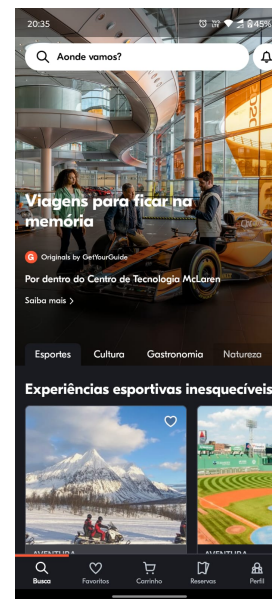 20:35
45%
Aonde vamos?
Viagens para ficar na
memória
G Originals by GetYourGuide
Por dentro do Centro de Tecnologia McLaren
Saiba mais >
Esportes Cultura Gastronomia Natureza
Experiências esportivas inesquecíveis
AVENTURA AVENTURA
Busca Favoritos Carrinho Reservas Perfil